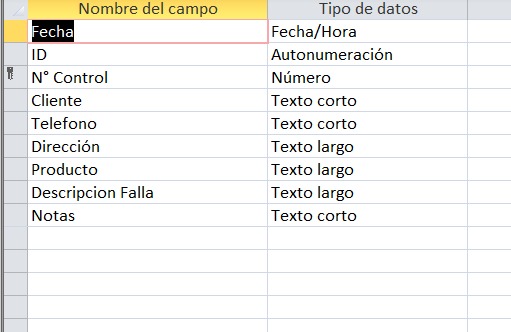 Nombre del campo Tipo de datos
Fecha Fecha/Hora
ID Autonumeración
N° Control Número
Cliente Texto corto
Telefono Texto corto
Dirección Texto largo
Producto Texto largo
Descripcion Falla Texto largo
Notas Texto corto